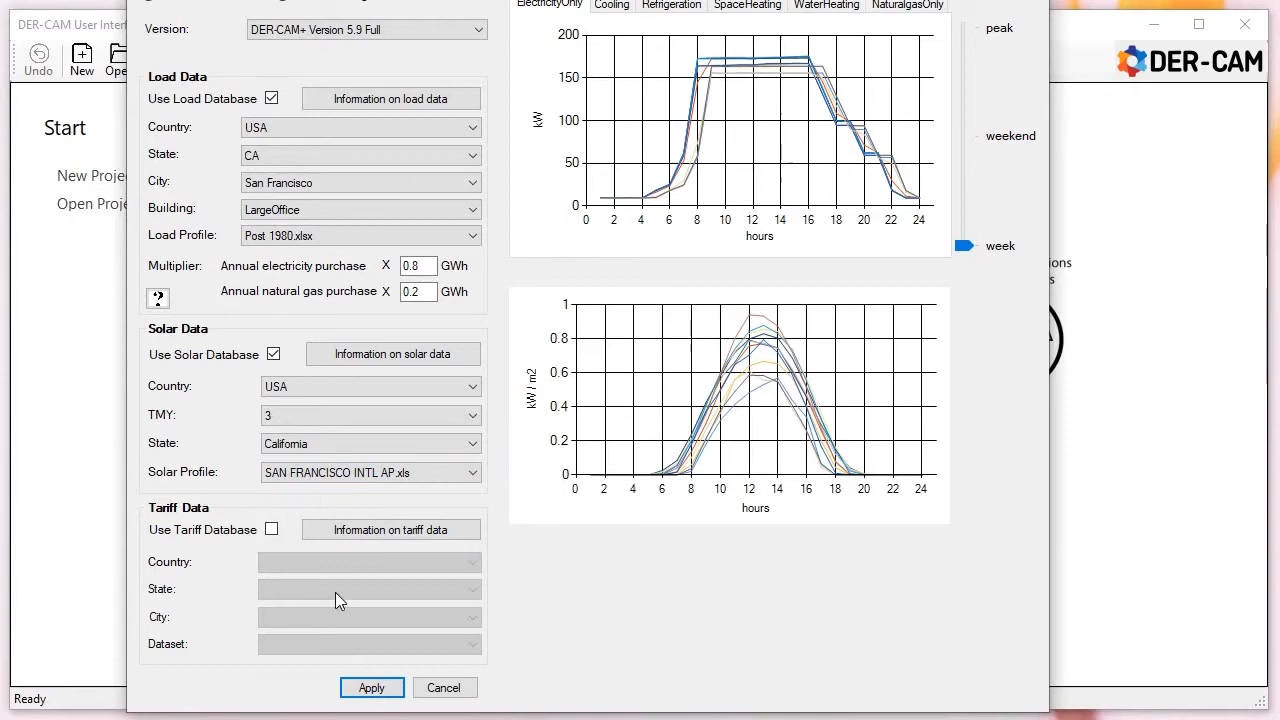 DER-CAM User Interf
Undo
New
Ope
DER-CAM
Start
New Proje
Open Proje
ions
s
A
Ready
Version:
DER-CAM+ Version 5.9 Full
Load Data
Use Load Database
Information on load data
Country:
USA
State:
CA
City:
San Francisco
Building:
LargeOffice
Load Profile:
Post 1980.xlsx
Multiplier:
Annual electricity purchase X 0.8 GWh
Annual natural gas purchase X 0.2 GWh
?
Solar Data
Use Solar Database
Information on solar data
Country:
USA
TMY:
3
State:
California
Solar Profile:
SAN FRANCISCO INTL AP.xls
Tariff Data
Use Tariff Database
Information on tariff data
Country:
State:
City:
Dataset:
Apply
Cancel
ElectricityOnly
Cooling
Refrigeration
SpaceHeating
WaterHeating
NaturalgasOnly
200
150
100
50
0
kW
0 2 4 6 8 10 12 14 16 18 20 22 24
hours
peak
weekend
week
1
0.8
0.6
0.4
0.2
0
kW / m2
0 2 4 6 8 10 12 14 16 18 20 22 24
hours